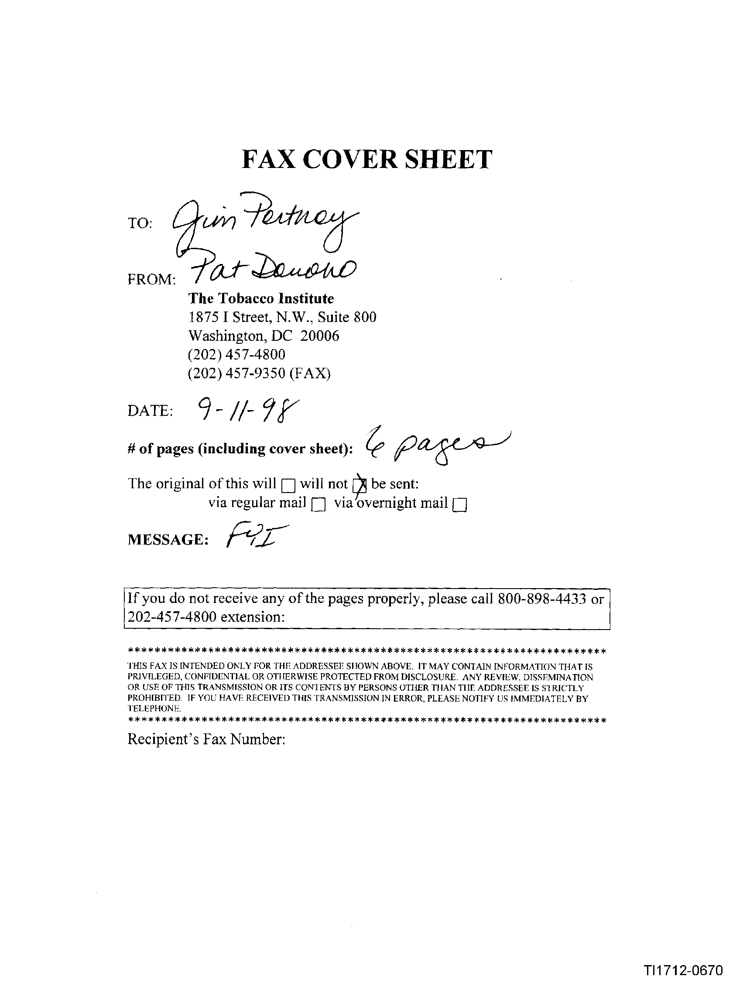 FAX COVER SHEET
TO: Jim Pertnoy
FROM: Pat Donoho
The Tobacco Institute
1875 I Street, N.W., Suite 800
Washington, DC 20006
(202) 457-4800
(202) 457-9350 (FAX)
DATE: 9-11-98
# of pages (including cover sheet): 6 pages
The original of this will □ will not ☒ be sent:
via regular mail □ via overnight mail □
MESSAGE: FYI
If you do not receive any of the pages properly, please call 800-898-4433 or
202-457-4800 extension:
************************************************************************
THIS FAX IS INTENDED ONLY FOR THE ADDRESSEE SHOWN ABOVE. IT MAY CONTAIN INFORMATION THAT IS
PRIVILEGED, CONFIDENTIAL OR OTHERWISE PROTECTED FROM DISCLOSURE. ANY REVIEW, DISSEMINATION
OR USE OF THIS TRANSMISSION OR ITS CONTENTS BY PERSONS OTHER THAN THE ADDRESSEE IS STRICTLY
PROHIBITED. IF YOU HAVE RECEIVED THIS TRANSMISSION IN ERROR, PLEASE NOTIFY US IMMEDIATELY BY
TELEPHONE.
************************************************************************
Recipient's Fax Number:
TI1712-0670